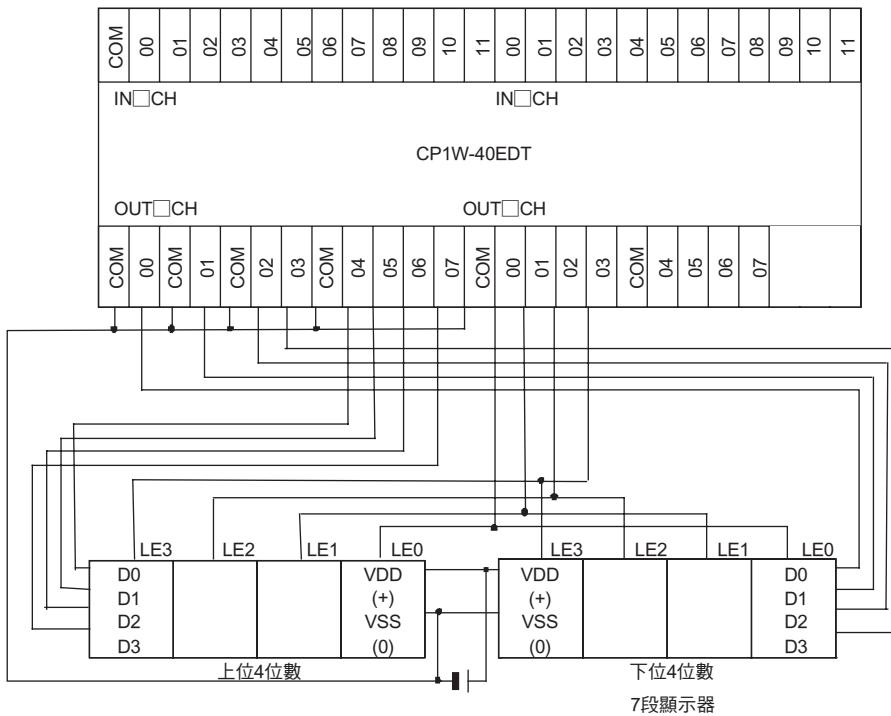 COM 00 01 02 03 04 05 06 07 08 09 10 11 00 01 02 03 04 05 06 07 08 09 10 11
IN□CH IN□CH
CP1W-40EDT
OUT□CH OUT□CH
COM 00 COM 01 COM 02 03 COM 04 05 06 07 COM 00 01 02 03 COM 04 05 06 07
LE3 LE2 LE1 LE0 LE3 LE2 LE1 LE0
D0 VDD VDD D0
D1 (+) (+) D1
D2 VSS VSS D2
D3 (0) (0) D3
上位4位數 下位4位數
7段顯示器